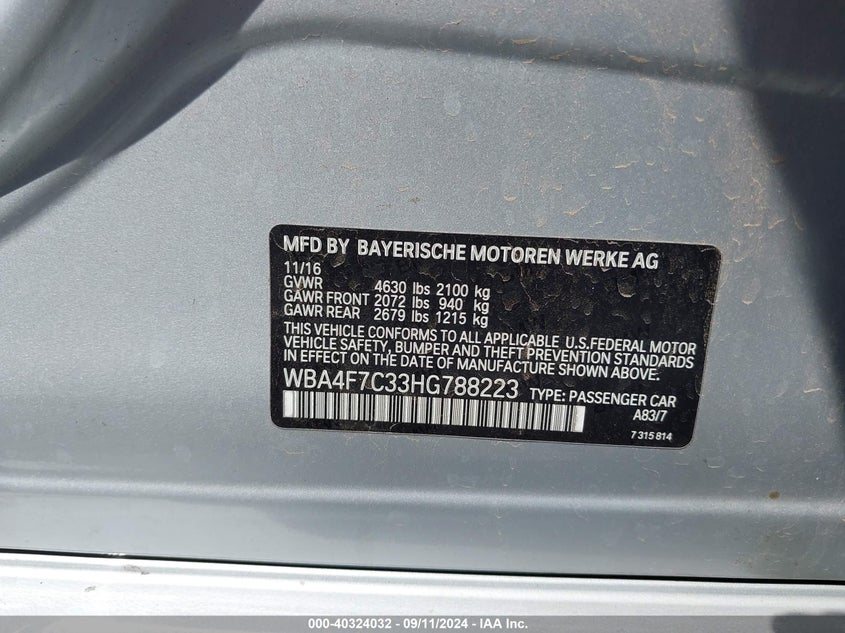 MFD BY BAYERISCHE MOTOREN WERKE AG
11/16
GVWR 4630 lbs 2100 kg
GAWR FRONT 2072 lbs 940 kg
GAWR REAR 2679 lbs 1215 kg
THIS VEHICLE CONFORMS TO ALL APPLICABLE U.S.FEDERAL MOTOR
VEHICLE SAFETY, BUMPER AND THEFT PREVENTION STANDARDS
IN EFFECT ON THE DATE OF MANUFACTURE SHOWN ABOVE.
WBA4F7C33HG788223 TYPE: PASSENGER CAR
A83/7
7 315 814
000-40324032 - 09/11/2024 - IAA Inc.